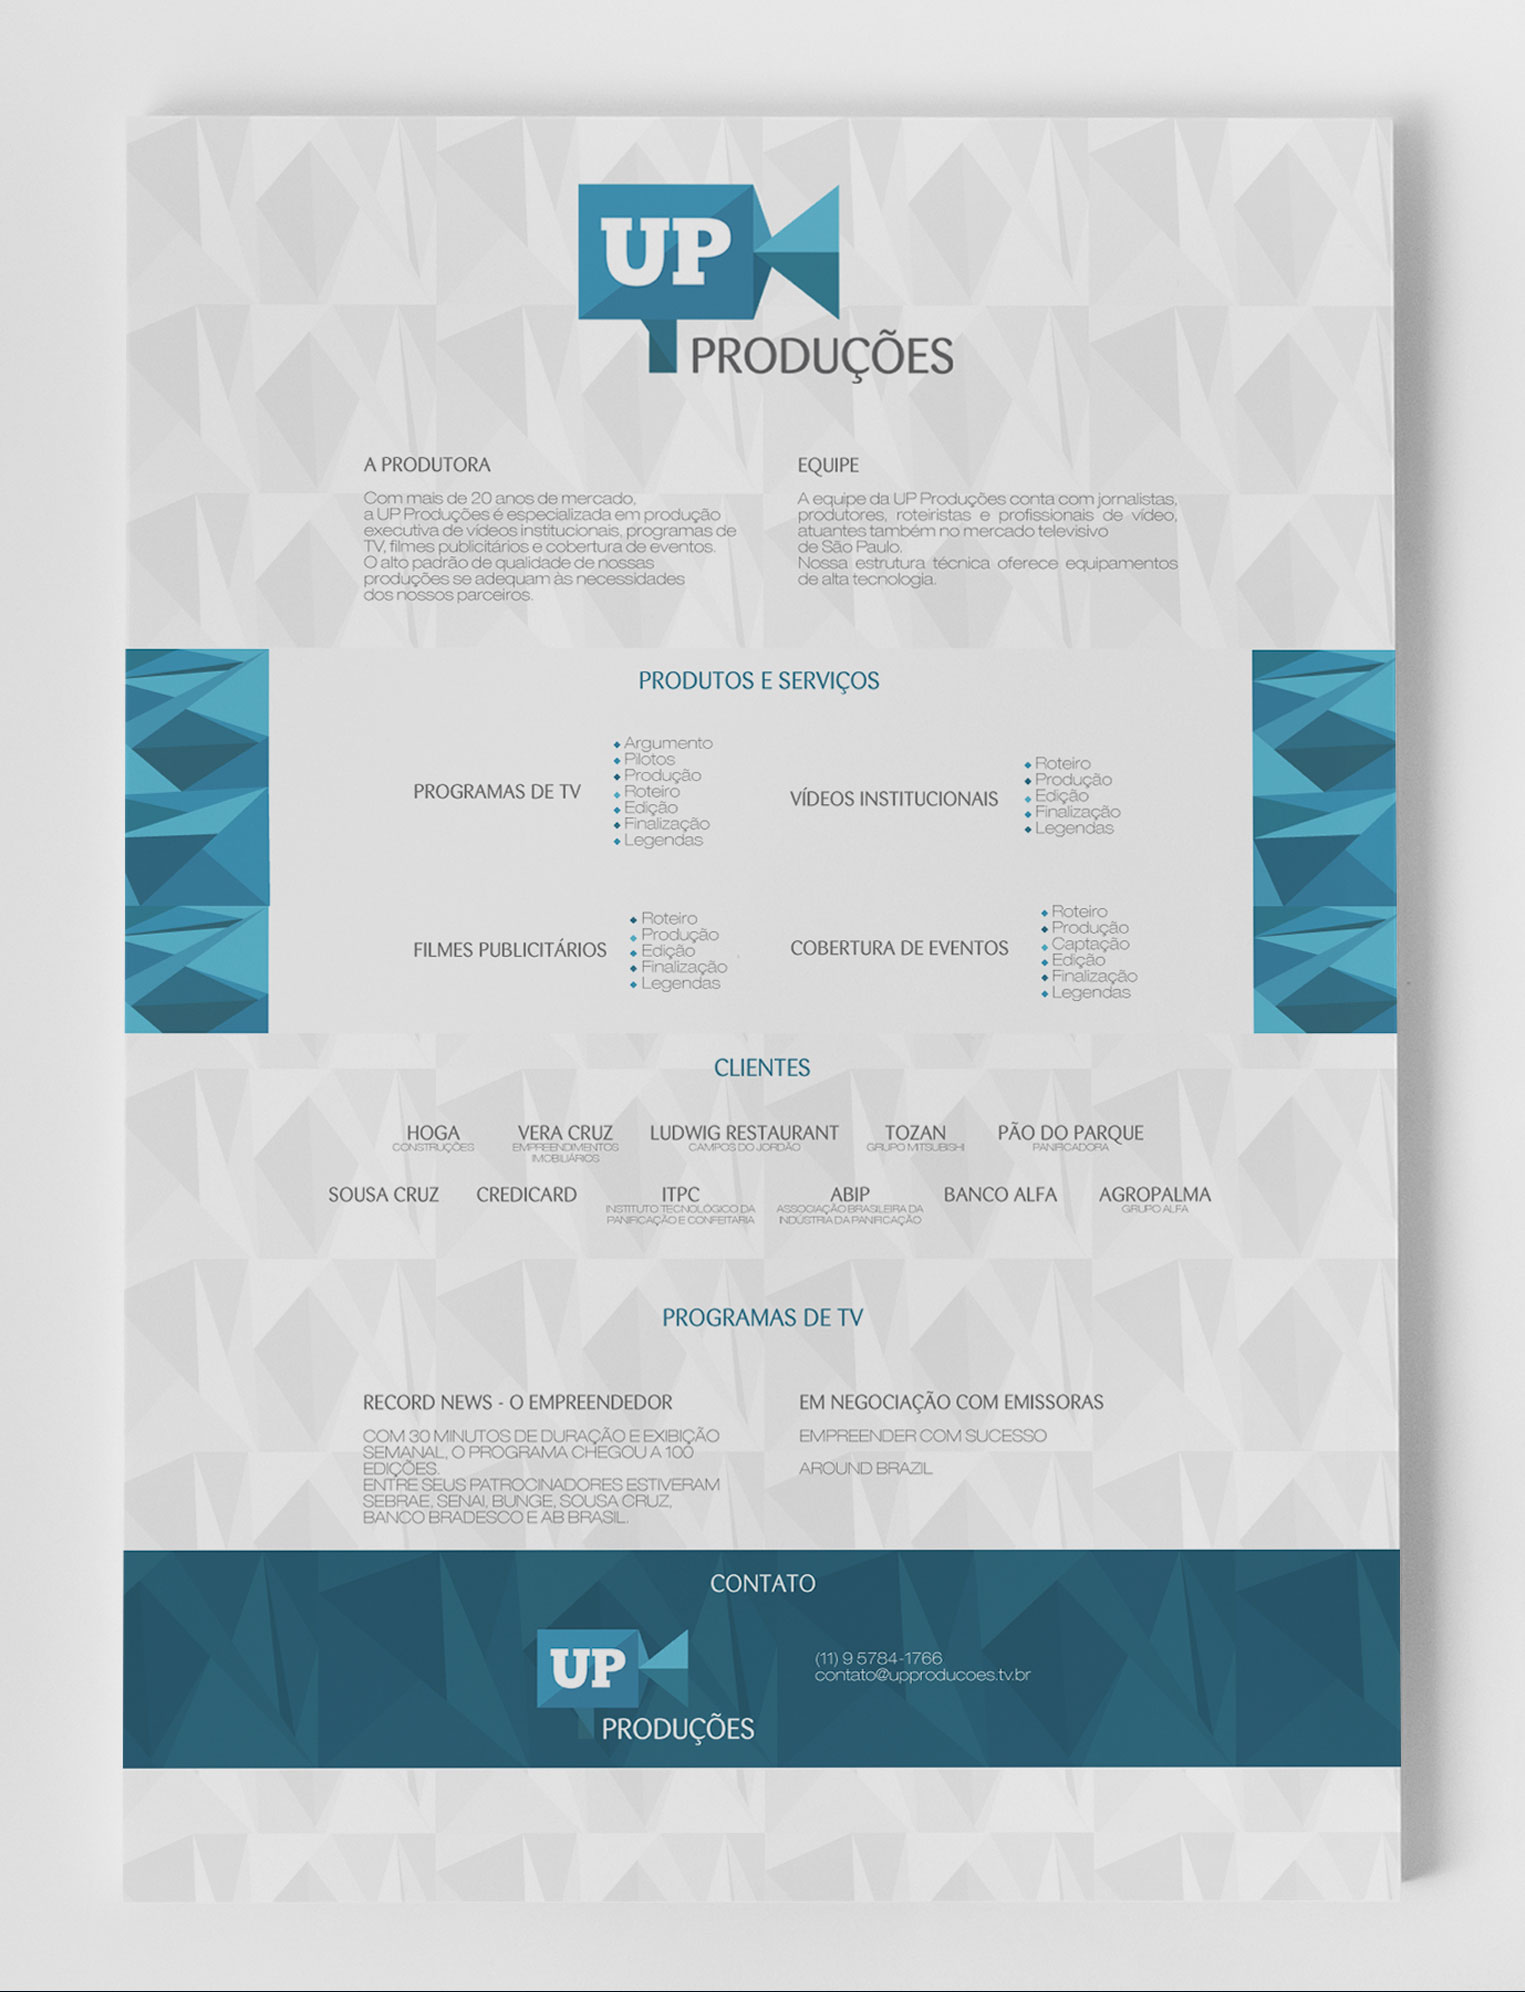 UP
PRODUÇÕES
A PRODUTORA
Com mais de 20 anos de mercado,
a UP Produções é especializada em produção
executiva de vídeos institucionais, programas de
TV, filmes publicitários e cobertura de eventos.
O alto padrão de qualidade de nossas
produções se adequam às necessidades
dos nossos parceiros.
EQUIPE
A equipe da UP Produções conta com jornalistas,
produtores, roteiristas e profissionais de vídeo,
atuantes também no mercado televisivo
de São Paulo.
Nossa estrutura técnica oferece equipamentos
de alta tecnologia.
PRODUTOS E SERVIÇOS
PROGRAMAS DE TV
Argumento
Pilotos
Produção
Roteiro
Edição
Finalização
Legendas
VÍDEOS INSTITUCIONAIS
Roteiro
Produção
Edição
Finalização
Legendas
FILMES PUBLICITÁRIOS
Roteiro
Produção
Edição
Finalização
Legendas
COBERTURA DE EVENTOS
Roteiro
Produção
Captação
Edição
Finalização
Legendas
CLIENTES
HOGA
CONSTRUÇÕES
VERA CRUZ
EMPREENDIMENTOS
IMOBILIÁRIOS
LUDWIG RESTAURANT
CAMPOS DO JORDÃO
TOZAN
GRUPO MITSUBISHI
PÃO DO PARQUE
PANIFICADORA
SOUSA CRUZ
CREDICARD
ITPC
INSTITUTO TECNOLÓGICO DA
PANIFICAÇÃO E CONFEITARIA
ABIP
ASSOCIAÇÃO BRASILEIRA DA
INDÚSTRIA DA PANIFICAÇÃO
BANCO ALFA
AGROPALMA
GRUPO ALFA
PROGRAMAS DE TV
RECORD NEWS - O EMPREENDEDOR
COM 30 MINUTOS DE DURAÇÃO E EXIBIÇÃO
SEMANAL, O PROGRAMA CHEGOU A 100
EDIÇÕES.
ENTRE SEUS PATROCINADORES ESTIVERAM
SEBRAE, SENAI, BUNGE, SOUSA CRUZ,
BANCO BRADESCO E AB BRASIL.
EM NEGOCIAÇÃO COM EMISSORAS
EMPREENDER COM SUCESSO
AROUND BRAZIL
CONTATO
UP
PRODUÇÕES
(11) 9 5784-1766
contato@upproducoes.tv.br